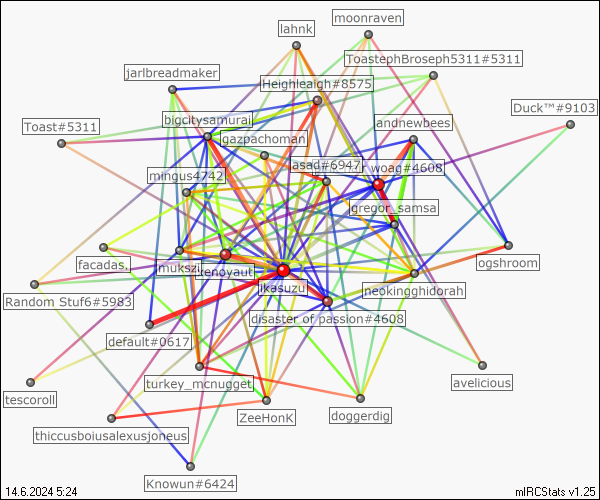 moonraven
lahnk
ToastephBroseph5311#5311
jarlbreadmaker
Heighleaigh#8575
Duck™#9103
bigcitysamurai
andnewbees
Toast#5311
gazpachoman
asad#6947
woag#4608
mingus4742
gregor_samsa
facadas.
mukszi
xenoyaut
ogshroom
likasuzu
neokingghidorah
Random Stuf6#5983
disaster of passion#4608
default#0617
turkey_mcnugget
avelicious
tescoroll
ZeeHonK
doggerdig
thiccusboiusalexusjoneus
Knowun#6424
14.6.2024 5:24
mIRCStats v1.25